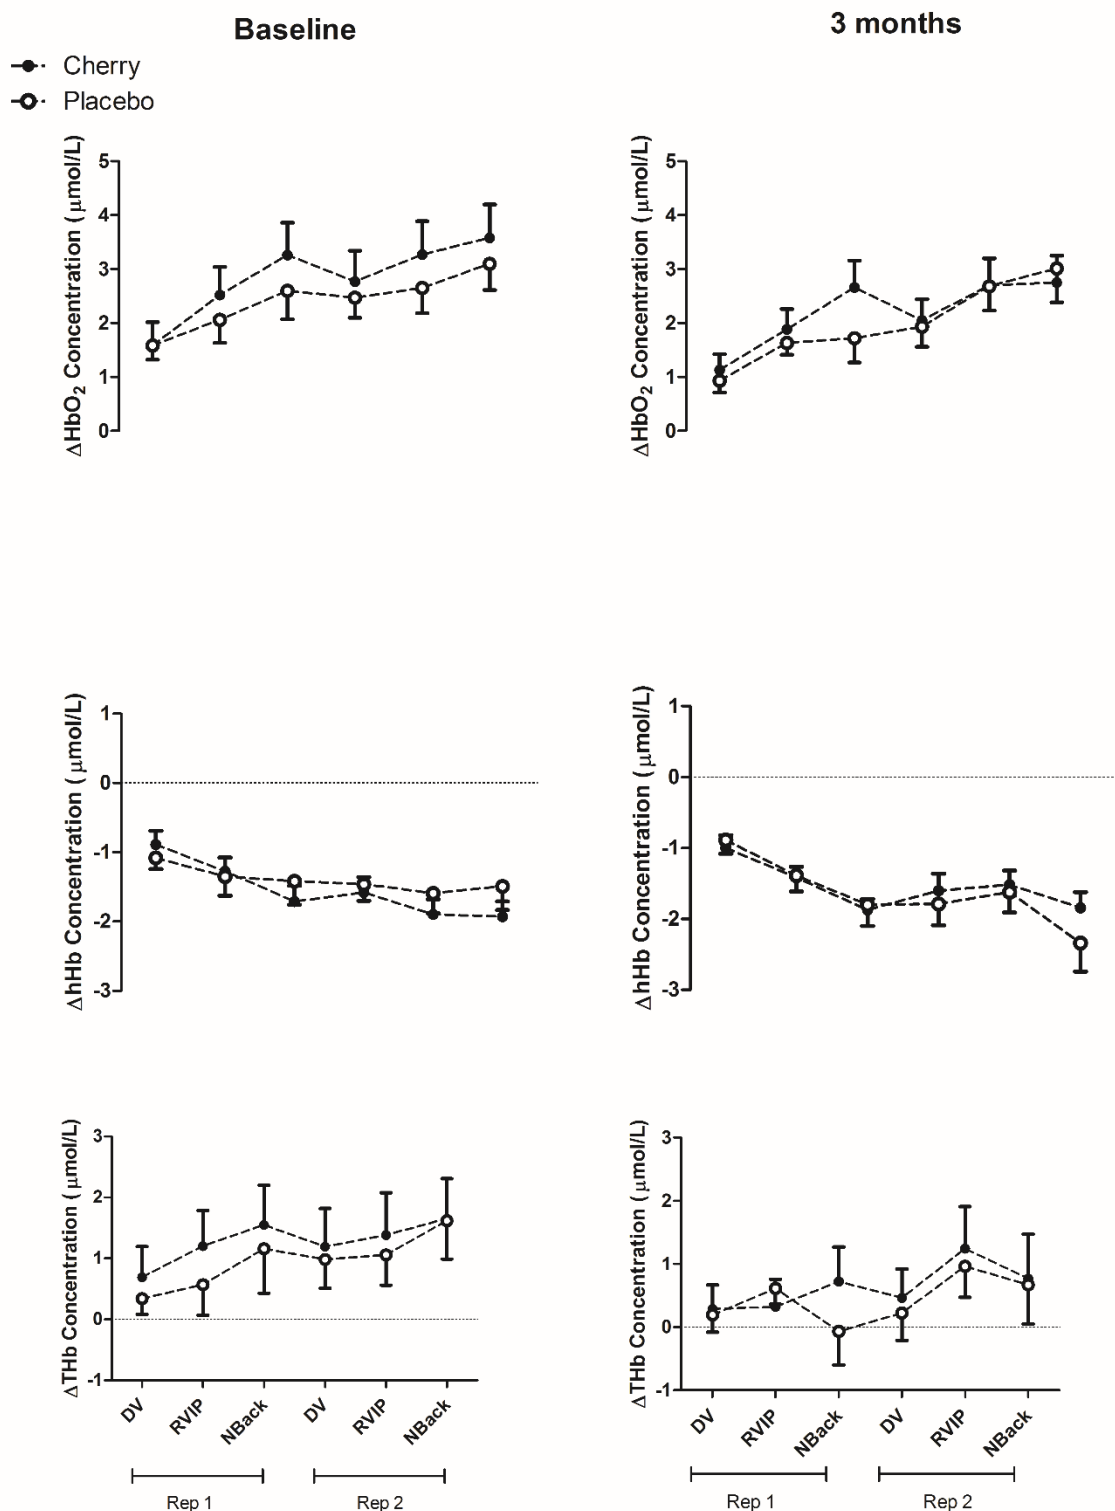 Baseline
3 months
Cherry
Placebo
ΔHbO2 Concentration (μmol/L)
5
4
3
2
1
0
ΔHbO2 Concentration (μmol/L)
5
4
3
2
1
0
ΔhHb Concentration (μmol/L)
1
0
-1
-2
-3
ΔhHb Concentration (μmol/L)
1
0
-1
-2
-3
ΔTHb Concentration (μmol/L)
3
2
1
0
-1
DV
RVIP
NBack
DV
RVIP
NBack
Rep 1
Rep 2
ΔTHb Concentration (μmol/L)
3
2
1
0
-1
DV
RVIP
NBack
DV
RVIP
NBack
Rep 1
Rep 2